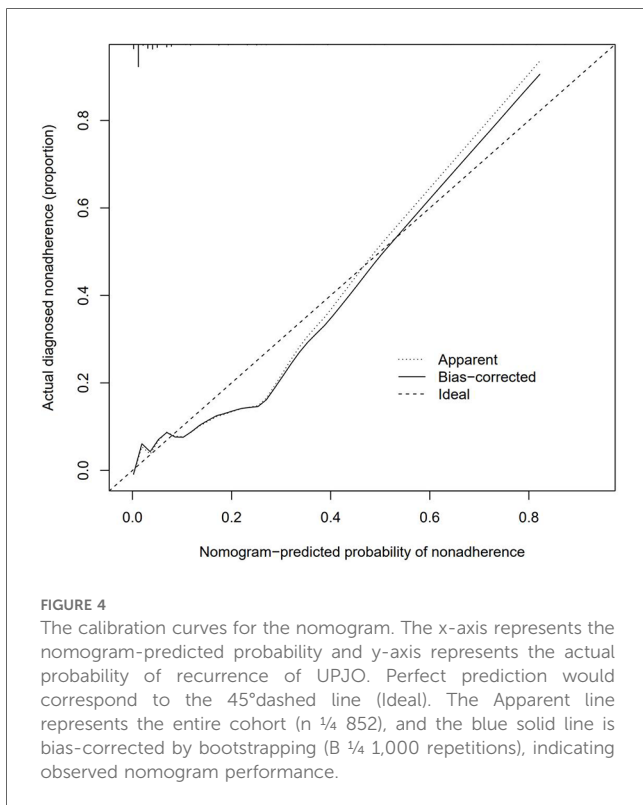 Actual diagnosed nonadherence (proportion)
0.8
0.6
0.4
0.2
0.0
Apparent
Bias−corrected
Ideal
0.0 0.2 0.4 0.6 0.8
Nomogram−predicted probability of nonadherence
FIGURE 4
The calibration curves for the nomogram. The x-axis represents the
nomogram-predicted probability and y-axis represents the actual
probability of recurrence of UPJO. Perfect prediction would
correspond to the 45°dashed line (Ideal). The Apparent line
represents the entire cohort (n ¼ 852), and the blue solid line is
bias-corrected by bootstrapping (B ¼ 1,000 repetitions), indicating
observed nomogram performance.